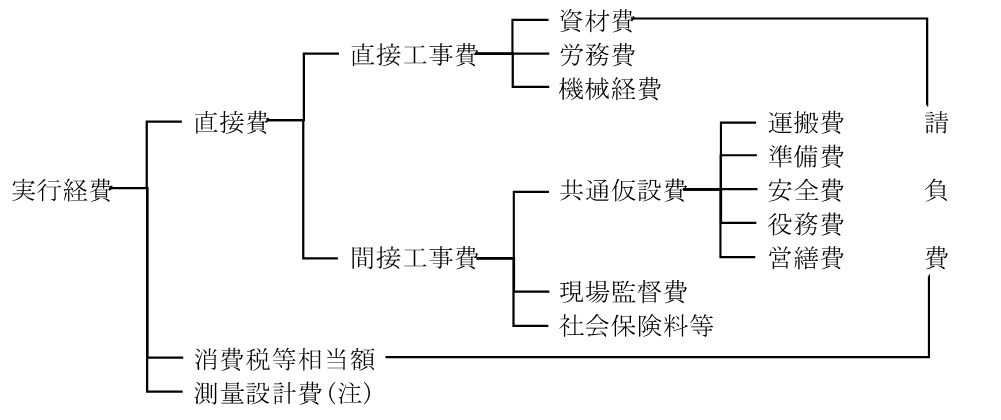 実行経費
直接費
直接工事費
資材費
労務費
機械経費
間接工事費
共通仮設費
運搬費
準備費
安全費
役務費
営繕費
現場監督費
社会保険料等
消費税等相当額
測量設計費(注)
請負費